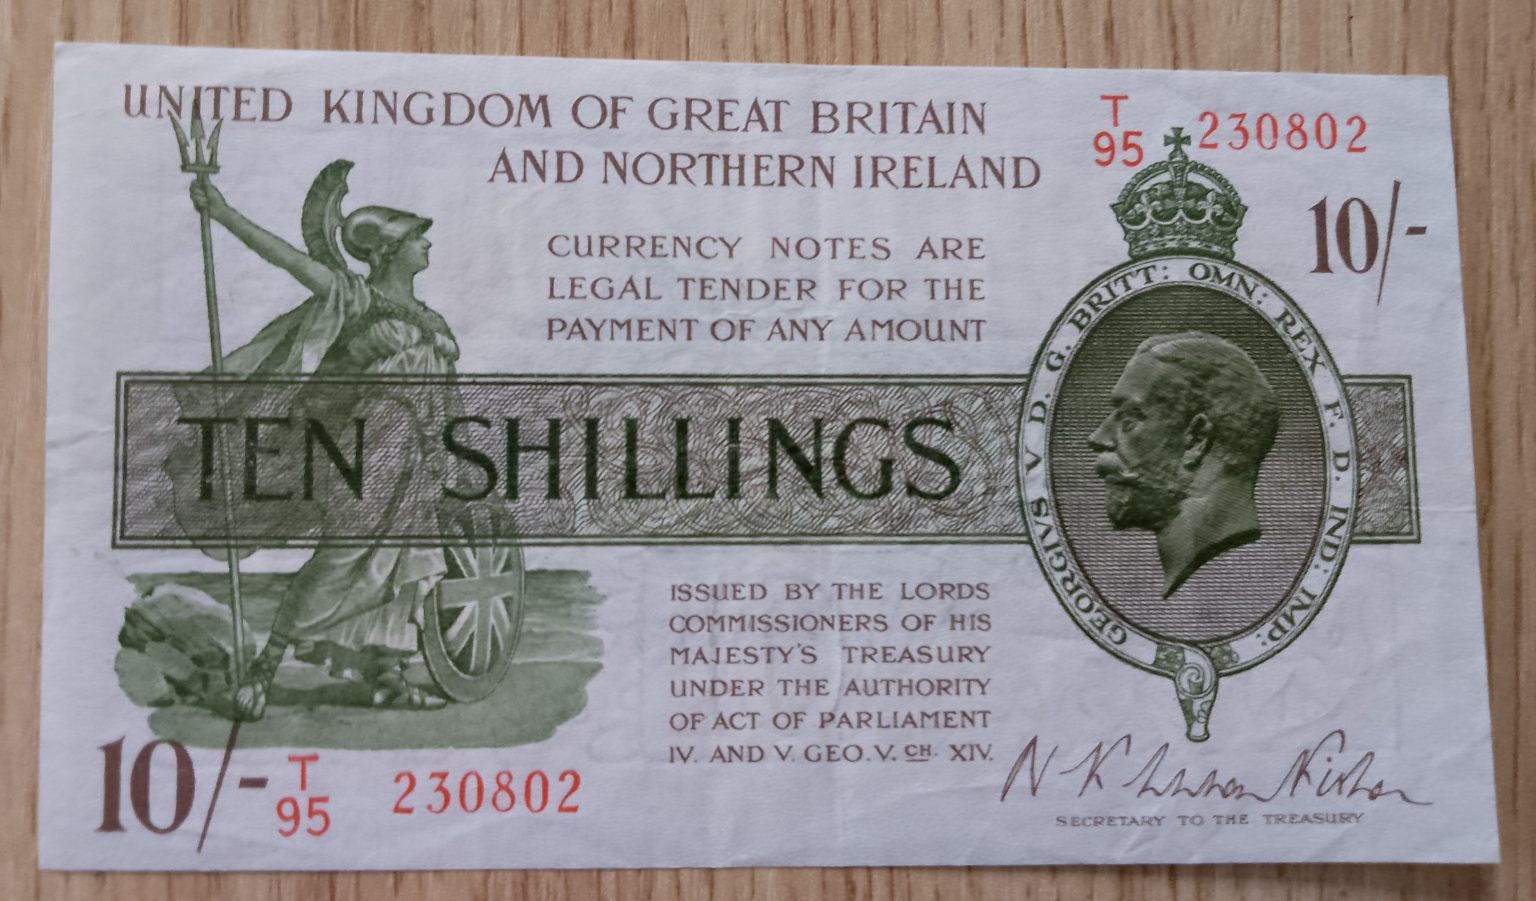 UNITED KINGDOM OF GREAT BRITAIN
AND NORTHERN IRELAND
T
95 230802
10/-
CURRENCY NOTES ARE
LEGAL TENDER FOR THE
PAYMENT OF ANY AMOUNT
GEORGIVS V D. G. BRITT: OMN: REX F. D. IND: IMP:
TEN SHILLINGS
ISSUED BY THE LORDS
COMMISSIONERS OF HIS
MAJESTY'S TREASURY
UNDER THE AUTHORITY
OF ACT OF PARLIAMENT
IV. AND V. GEO. V. CH. XIV.
10/-
T
95 230802
N K Warren Fisher
SECRETARY TO THE TREASURY